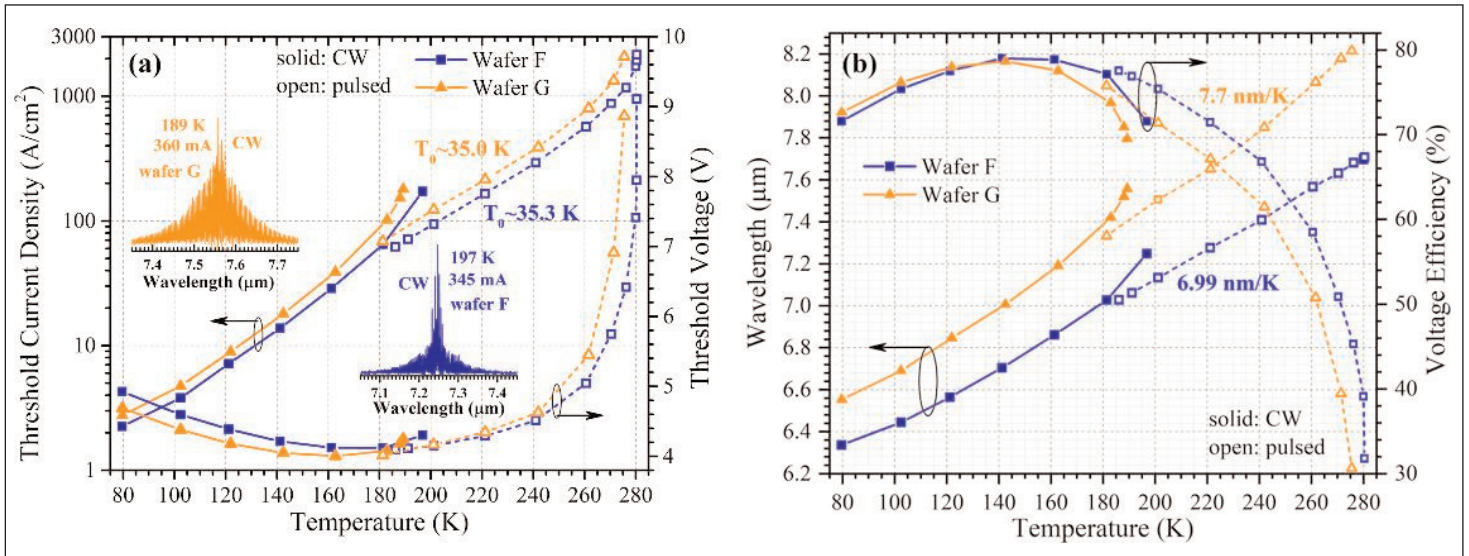 (a)
solid: CW
open: pulsed
Wafer F
Wafer G
189 K
360 mA
wafer G
CW
7.4 7.5 7.6 7.7
Wavelength (μm)
T0~35.0 K
T0~35.3 K
197 K
345 mA
wafer F
CW
7.1 7.2 7.3 7.4
Wavelength (μm)
Threshold Current Density (A/cm²)
3000
1000
100
10
1
Threshold Voltage (V)
10
9
8
7
6
5
4
80 100 120 140 160 180 200 220 240 260 280
Temperature (K)
(b)
7.7 nm/K
Wafer F
Wafer G
6.99 nm/K
solid: CW
open: pulsed
Wavelength (μm)
8.2
8.0
7.8
7.6
7.4
7.2
7.0
6.8
6.6
6.4
6.2
Voltage Efficiency (%)
80
70
60
50
40
30
80 100 120 140 160 180 200 220 240 260 280
Temperature (K)